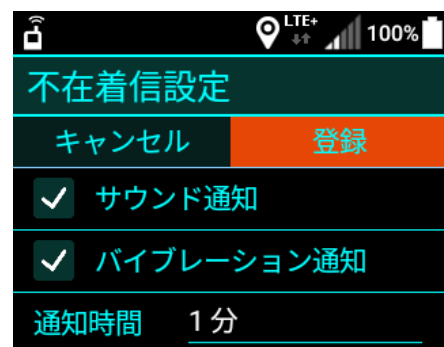 LTE+ 100%
不在着信設定
キャンセル 登録
サウンド通知
バイブレーション通知
通知時間 1分